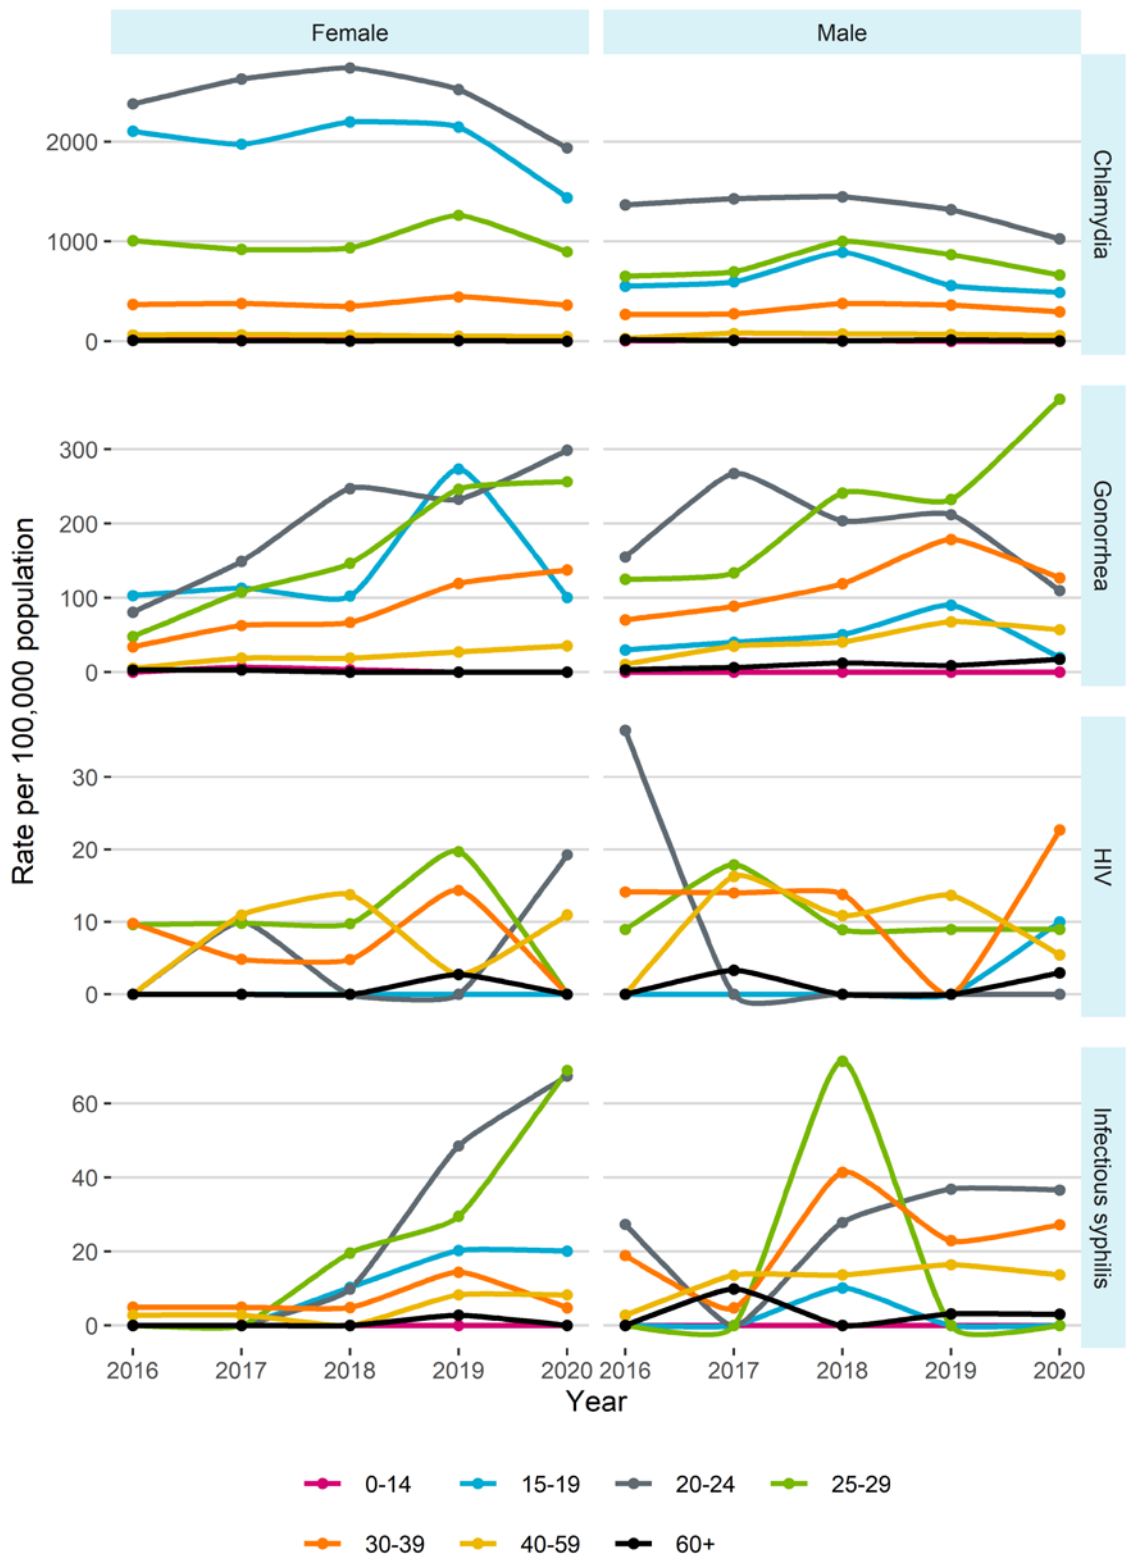 Female Male
2000
1000
0
Chlamydia
300
200
100
0
Gonorrhea
Rate per 100,000 population
30
20
10
0
HIV
60
40
20
0
Infectious syphilis
2016 2017 2018 2019 2020 2016 2017 2018 2019 2020
Year
0-14 15-19 20-24 25-29
30-39 40-59 60+